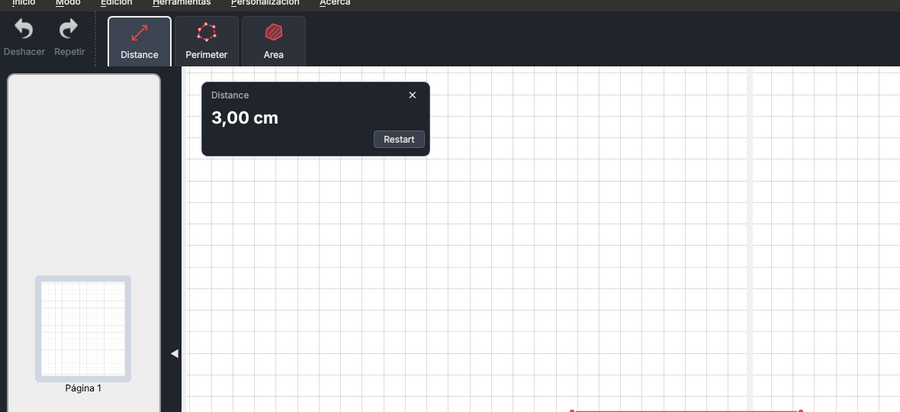 Inicio Modo Edición Herramientas Personalización Acerca
Deshacer Repetir Distance Perimeter Area
Distance
3,00 cm
Restart
Página 1